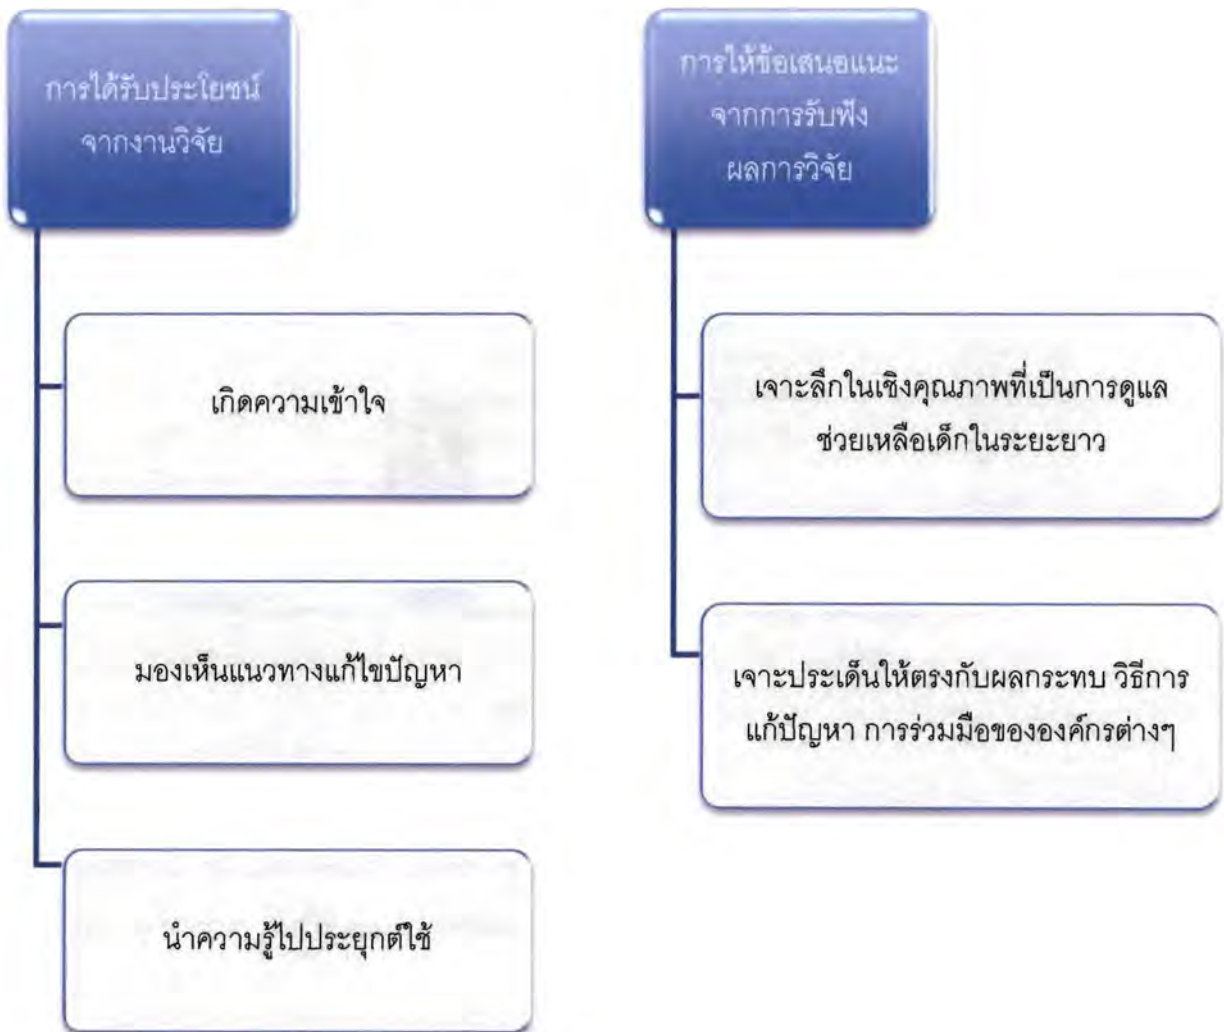 การได้รับประโยชน์
จากงานวิจัย
เกิดความเข้าใจ
มองเห็นแนวทางแก้ไขปัญหา
นำความรู้ไปประยุกต์ใช้
การให้ข้อเสนอแนะ
จากการรับฟัง
ผลการวิจัย
เจาะลึกในเชิงคุณภาพที่เป็นการดูแล
ช่วยเหลือเด็กในระยะยาว
เจาะประเด็นให้ตรงกับผลกระทบ วิธีการ
แก้ปัญหา การร่วมมือขององค์กรต่างๆ